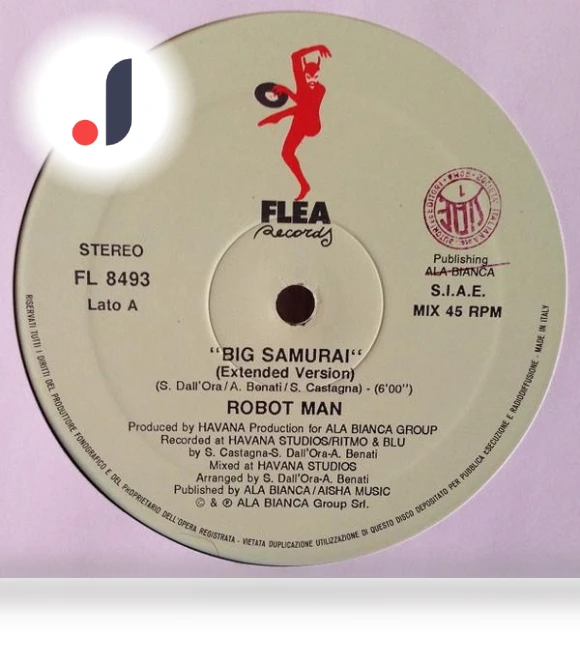 FLEA
Records
STEREO
FL 8493
Lato A
Publishing
ALA BIANCA
S.I.A.E.
MIX 45 RPM
“BIG SAMURAI“
(Extended Version)
(S. Dall'Ora/A. Benati/S. Castagna) - (6'00")
ROBOT MAN
Produced by HAVANA Production for ALA BIANCA GROUP
Recorded at HAVANA STUDIOS/RITMO & BLU
by S. Castagna-S. Dall'Ora-A. Benati
Mixed at HAVANA STUDIOS
Arranged by S. Dall'Ora-A. Benati
Published by ALA BIANCA/AISHA MUSIC
© & ℗ ALA BIANCA Group Srl.
RISERVATI TUTTI I DIRITTI DEL PRODUTTORE FONOGRAFICO E DEL PROPRIETARIO DELL'OPERA REGISTRATA - VIETATA DUPLICAZIONE UTILIZZAZIONE DI QUESTO DISCO DEPOSITATO PER PUBBLICA ESECUZIONE E RADIODIFFUSIONE - MADE IN ITALY